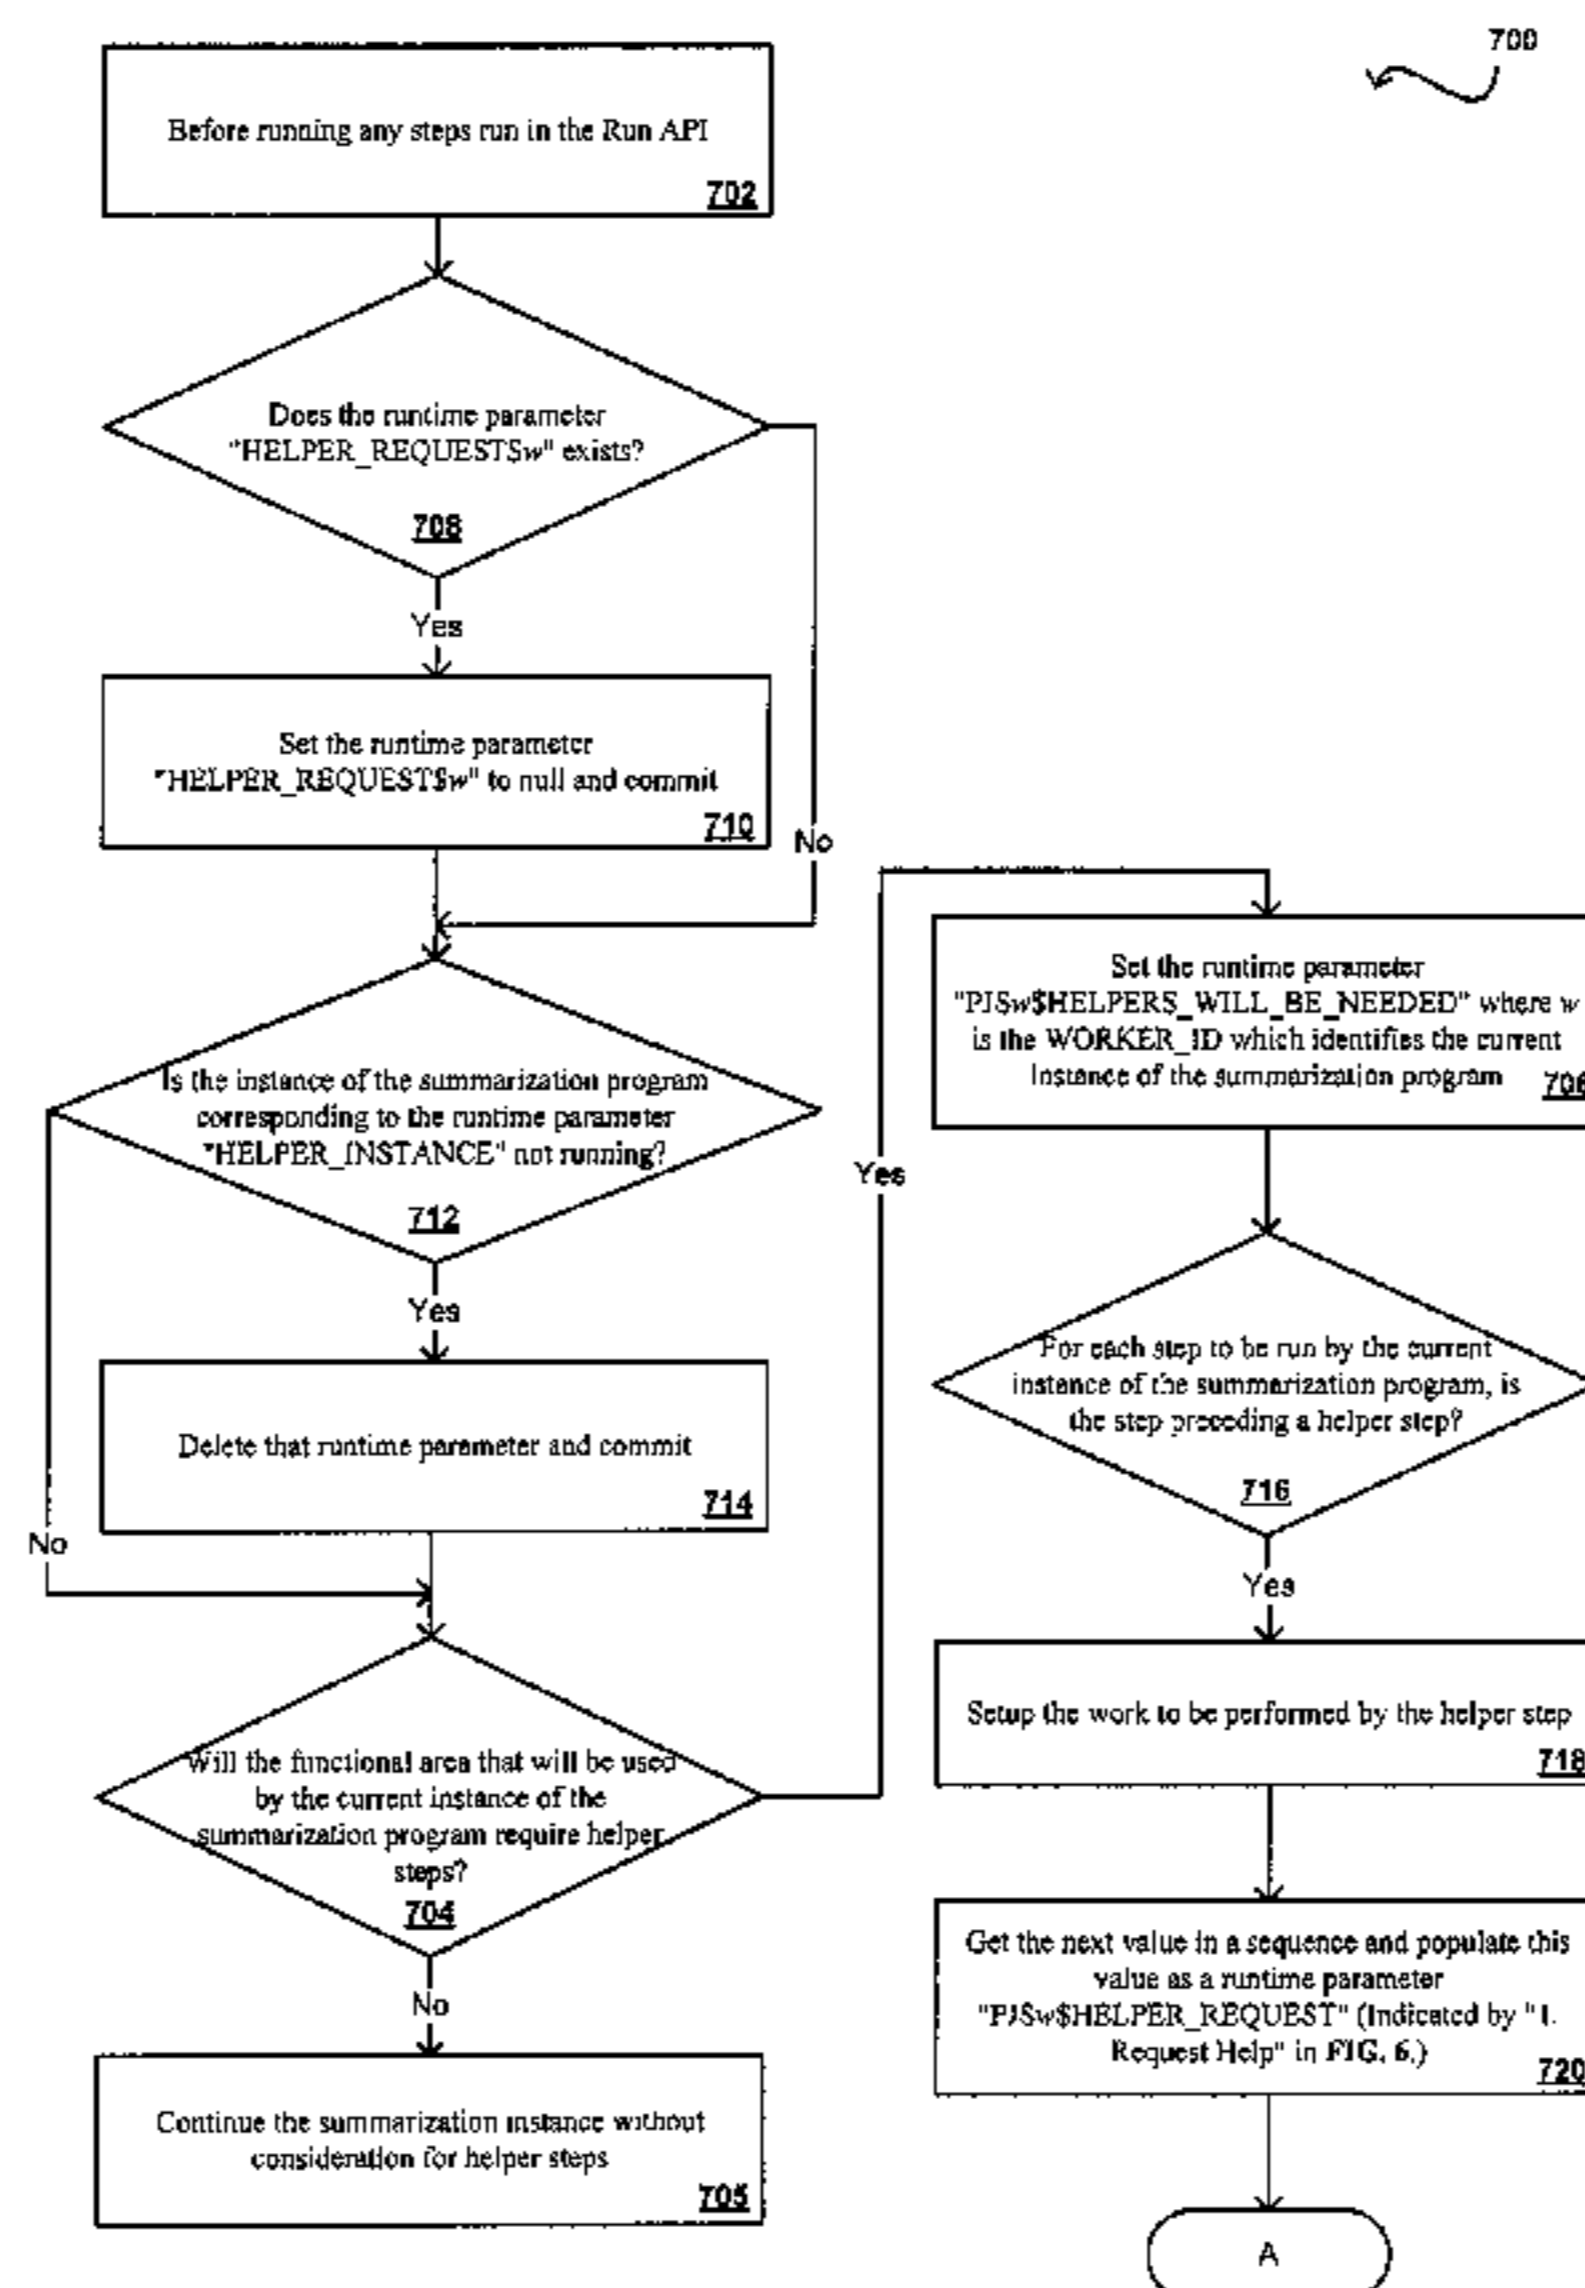 700
Before running any steps run in the Run API
702
Does the runtime parameter
"HELPER_REQUEST$w" exists?
708
Yes
Set the runtime parameter
"HELPER_REQUEST$w" to null and commit
710
No
Is the instance of the summarization program
corresponding to the runtime parameter
"HELPER_INSTANCE" not running?
712
Yes
Delete that runtime parameter and commit
714
No
Will the functional area that will be used
by the current instance of the
summarization program require helper
steps?
704
No
Continue the summarization instance without
consideration for helper steps
705
Yes
Set the runtime parameter
"PJ$w$HELPERS_WILL_BE_NEEDED" where w
is the WORKER_ID which identifies the current
Instance of the summarization program
706
For each step to be run by the current
instance of the summarization program, is
the step preceding a helper step?
716
Yes
Setup the work to be performed by the helper step
718
Get the next value in a sequence and populate this
value as a runtime parameter
"PJ$w$HELPER_REQUEST" (Indicated by "1.
Request Help" in FIG. 6.)
720
A